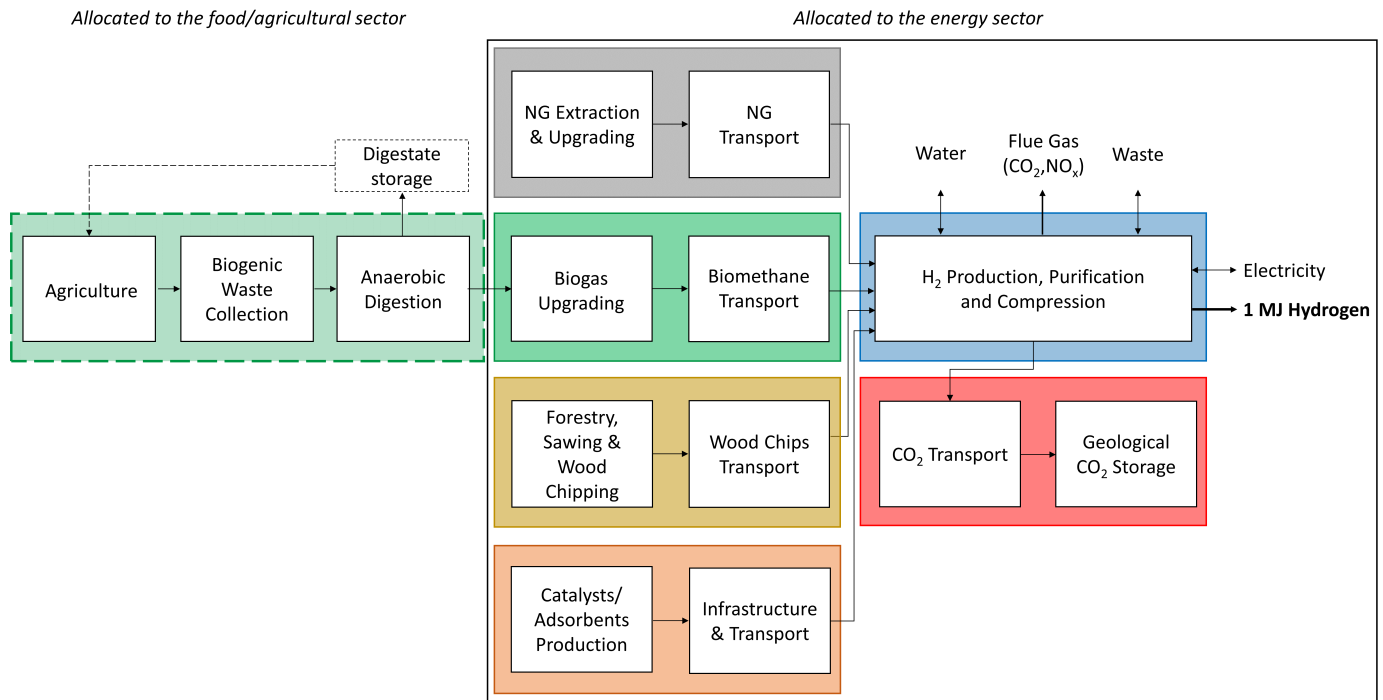 Allocated to the food/agricultural sector
Allocated to the energy sector
NG Extraction
& Upgrading
NG
Transport
Digestate
storage
Water
Flue Gas
(CO₂,NOₓ)
Waste
Agriculture
Biogenic
Waste
Collection
Anaerobic
Digestion
Biogas
Upgrading
Biomethane
Transport
H₂ Production, Purification
and Compression
Electricity
1 MJ Hydrogen
Forestry,
Sawing &
Wood
Chipping
Wood Chips
Transport
CO₂ Transport
Geological
CO₂ Storage
Catalysts/
Adsorbents
Production
Infrastructure
& Transport